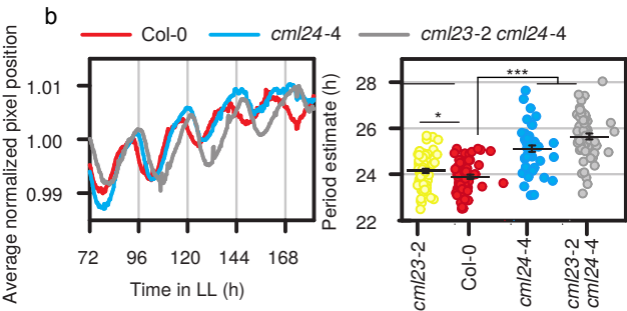 b
Col-0 cml24-4 cml23-2 cml24-4
Average normalized pixel position
1.01
1.00
0.99
72 96 120 144 168
Time in LL (h)
Period estimate (h)
28
26
24
22
***
*
cml23-2
Col-0
cml24-4
cml23-2
cml24-4